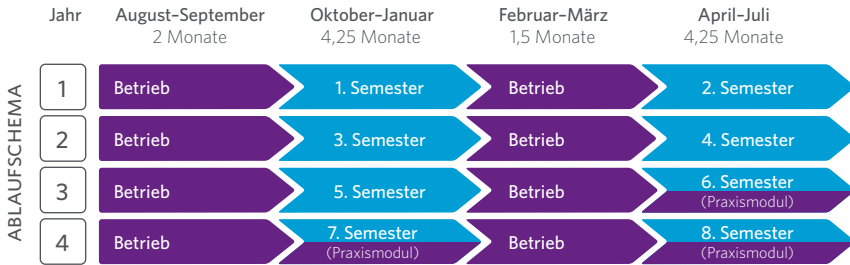 Jahr August–September Oktober–Januar Februar–März April–Juli
2 Monate 4,25 Monate 1,5 Monate 4,25 Monate
ABLAUFSCHEMA
1 Betrieb 1. Semester Betrieb 2. Semester
2 Betrieb 3. Semester Betrieb 4. Semester
3 Betrieb 5. Semester Betrieb 6. Semester
(Praxismodul)
4 Betrieb 7. Semester Betrieb 8. Semester
(Praxismodul) (Praxismodul)